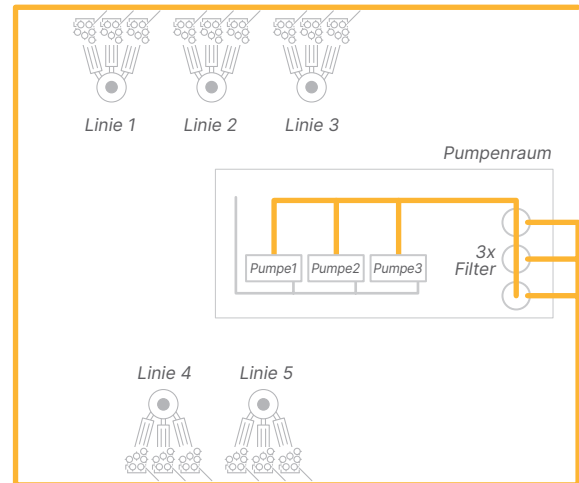 Linie 1
Linie 2
Linie 3
Pumpenraum
Pumpe1
Pumpe2
Pumpe3
3x
Filter
Linie 4
Linie 5